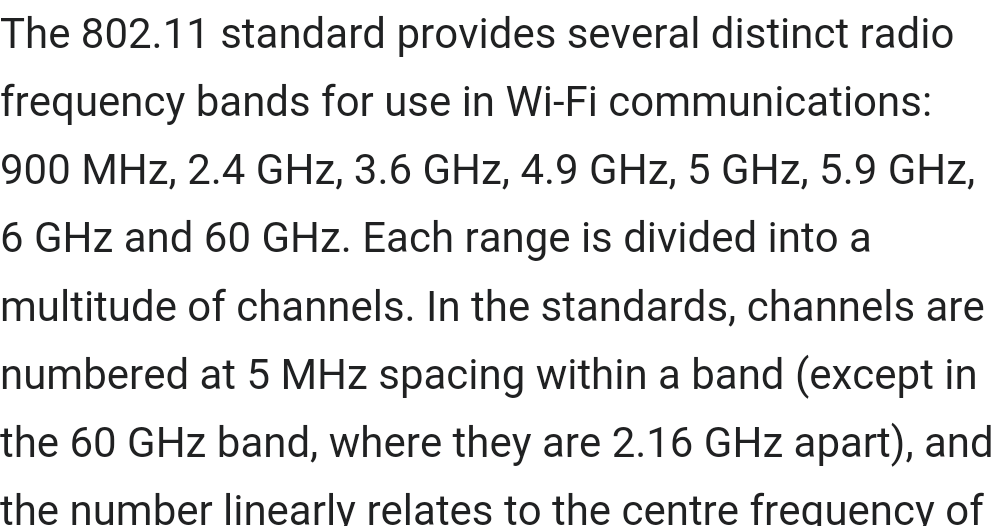 The 802.11 standard provides several distinct radio
frequency bands for use in Wi-Fi communications:
900 MHz, 2.4 GHz, 3.6 GHz, 4.9 GHz, 5 GHz, 5.9 GHz,
6 GHz and 60 GHz. Each range is divided into a
multitude of channels. In the standards, channels are
numbered at 5 MHz spacing within a band (except in
the 60 GHz band, where they are 2.16 GHz apart), and
the number linearly relates to the centre frequency of